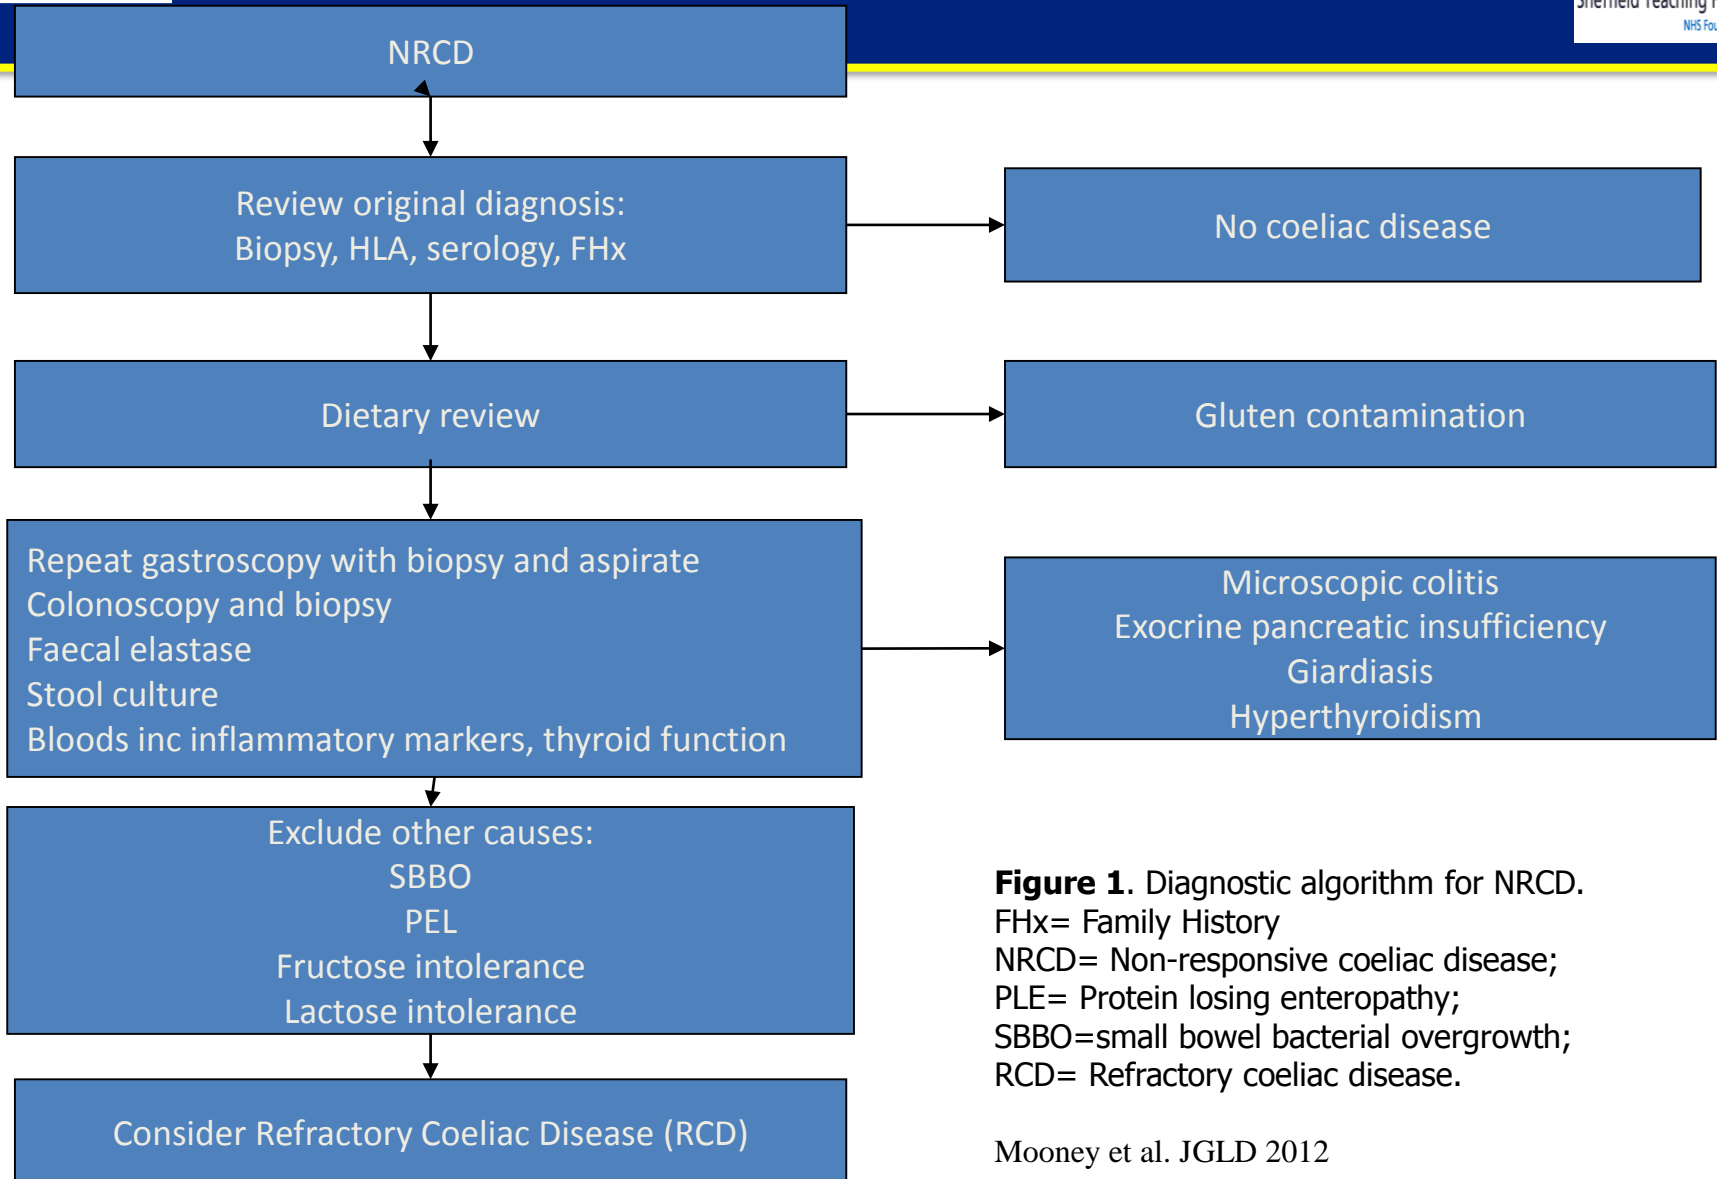 Sheffield Teaching
NHS
NRCD
Review original diagnosis:
Biopsy, HLA, serology, FHx
No coeliac disease
Dietary review
Gluten contamination
Repeat gastroscopy with biopsy and aspirate
Colonoscopy and biopsy
Faecal elastase
Stool culture
Bloods inc inflammatory markers, thyroid function
Microscopic colitis
Exocrine pancreatic insufficiency
Giardiasis
Hyperthyroidism
Exclude other causes:
SBBO
PEL
Fructose intolerance
Lactose intolerance
Consider Refractory Coeliac Disease (RCD)
Figure 1. Diagnostic algorithm for NRCD.
FHx= Family History
NRCD= Non-responsive coeliac disease;
PLE= Protein losing enteropathy;
SBBO=small bowel bacterial overgrowth;
RCD= Refractory coeliac disease.
Mooney et al. JGLD 2012